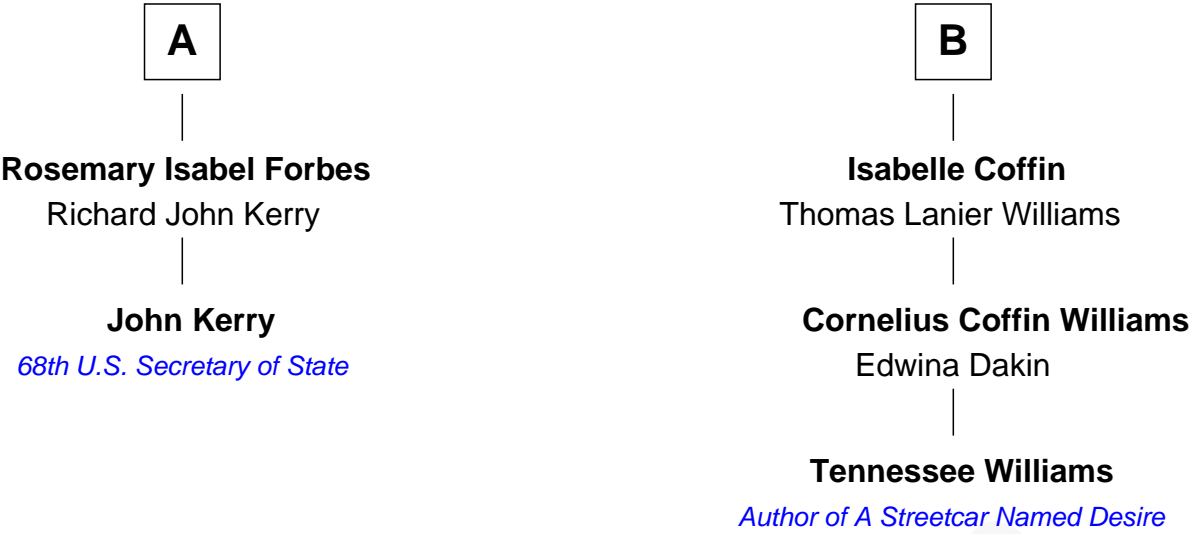 A
Rosemary Isabel Forbes
Richard John Kerry
John Kerry
68th U.S. Secretary of State
B
Isabelle Coffin
Thomas Lanier Williams
Cornelius Coffin Williams
Edwina Dakin
Tennessee Williams
Author of A Streetcar Named Desire